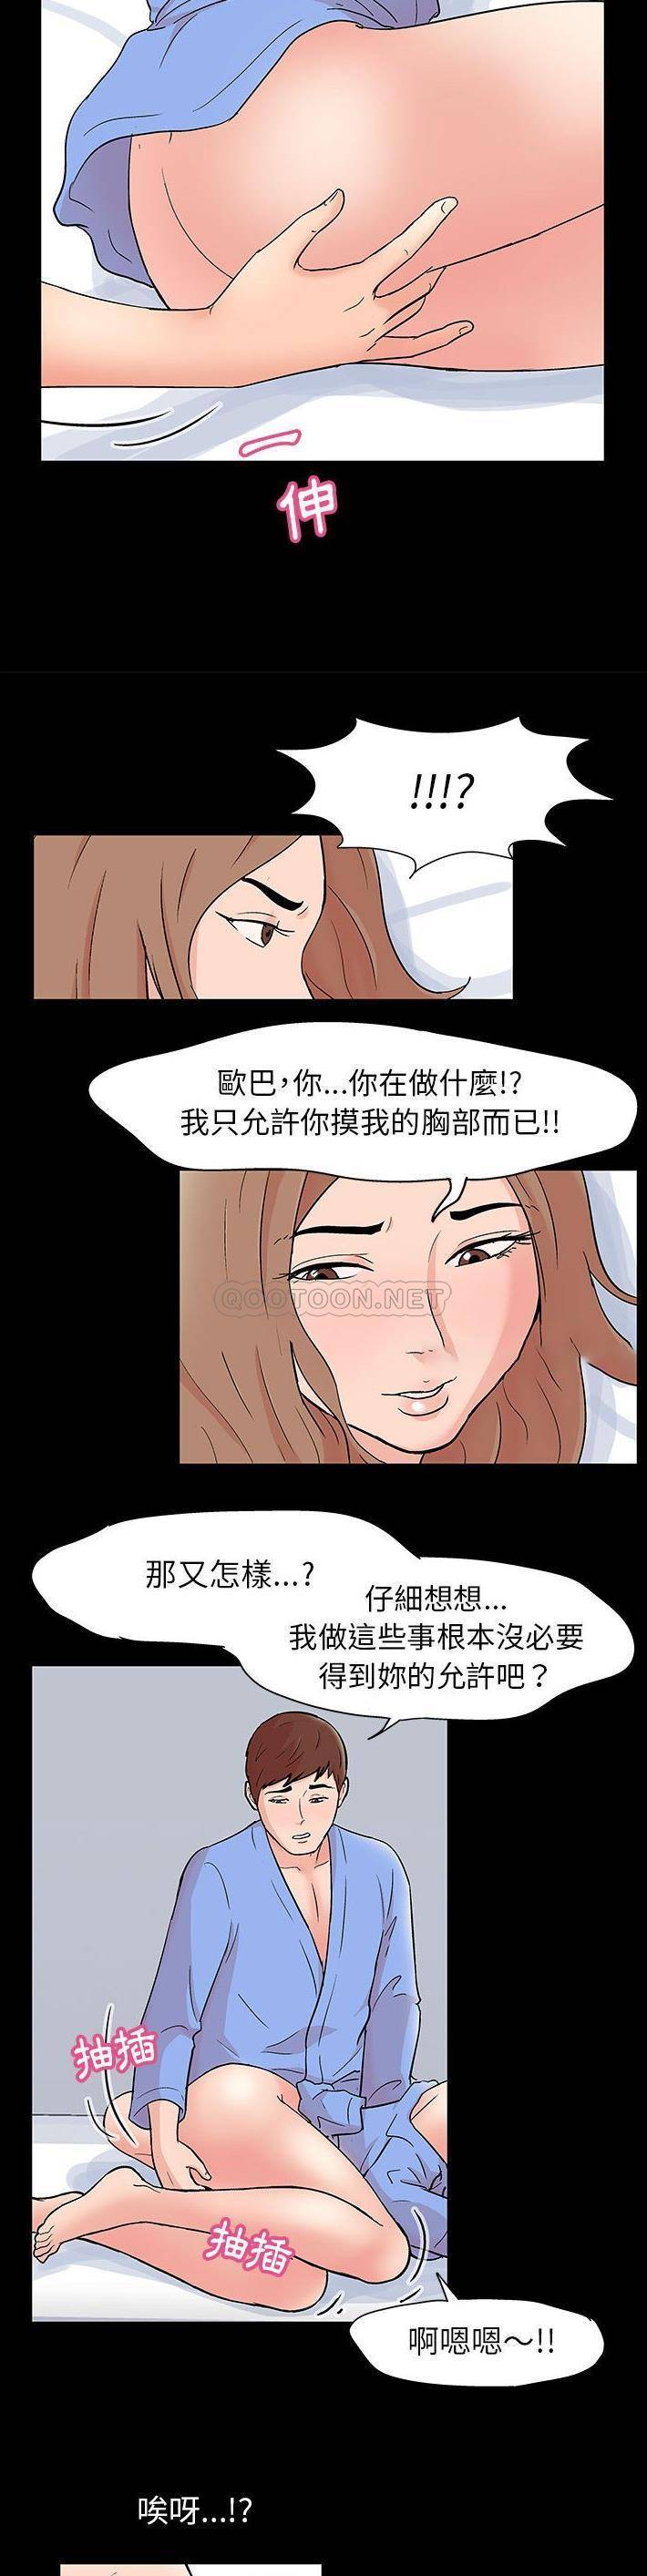 一
伸
!!!?
歐巴,你...你在做什麼!?
我只允許你摸我的胸部而已!!
QOOTOON.NET
那又怎樣...?
仔細想想...
我做這些事根本沒必要
得到妳的允許吧？
抽插
抽插
啊嗯嗯～!!
唉呀...!?